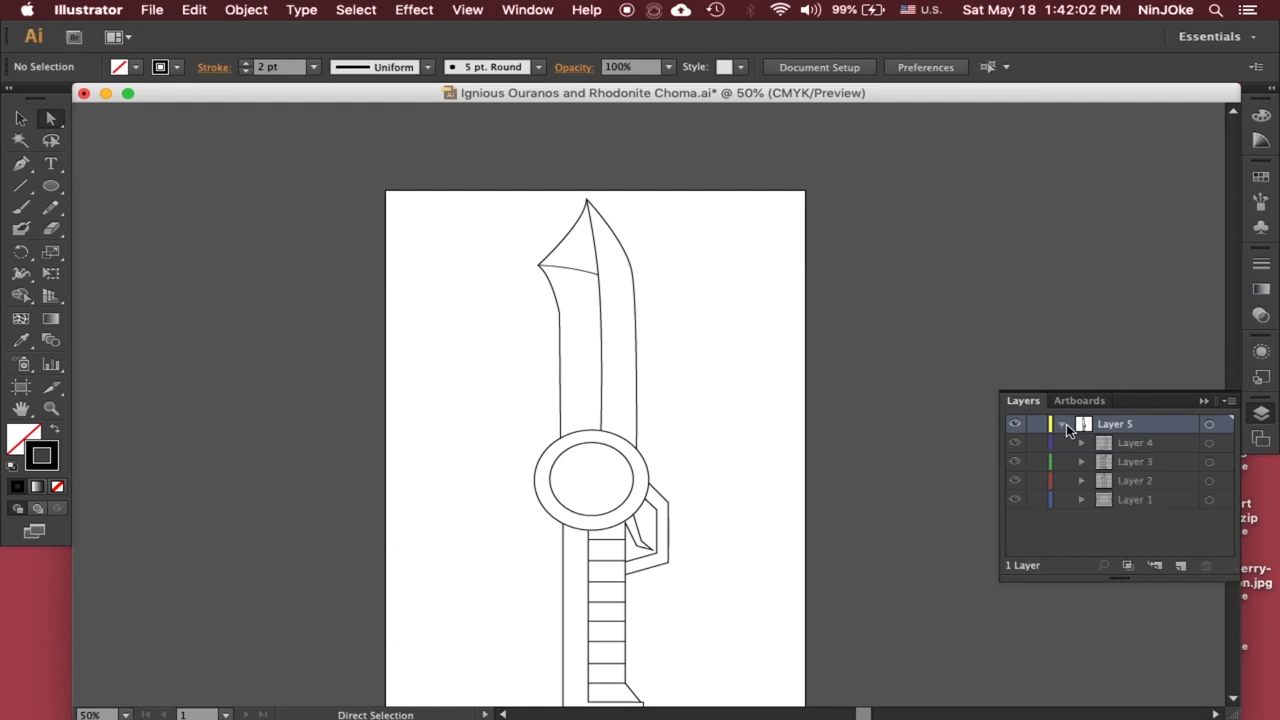 Illustrator File Edit Object Type Select Effect View Window Help 99% U.S. Sat May 18 1:42:02 PM NinJOke
Ai Br Essentials
No Selection Stroke: 2 pt Uniform 5 pt. Round Opacity: 100% Style: Document Setup Preferences
Ignious Ouranos and Rhodonite Choma.ai* @ 50% (CMYK/Preview)
T
Layers Artboards
Layer 5
Layer 4
Layer 3
Layer 2
Layer 1
1 Layer
50% 1 Direct Selection